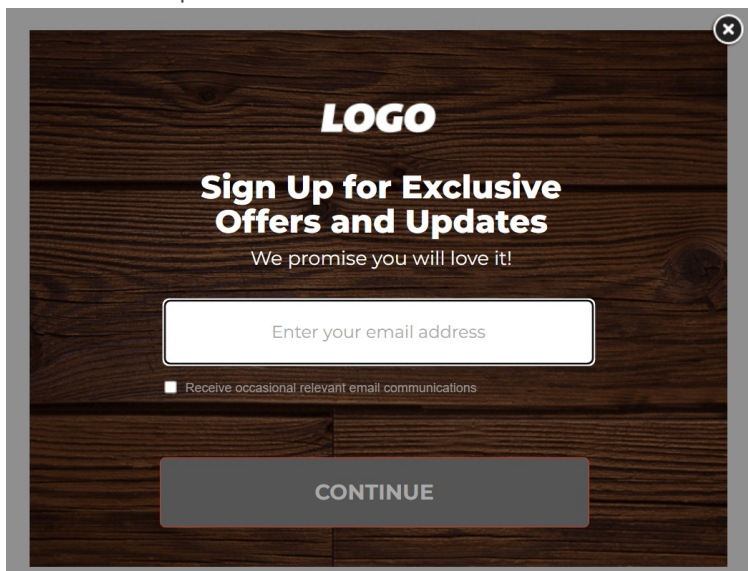 LOGO
Sign Up for Exclusive
Offers and Updates
We promise you will love it!
Enter your email address
Receive occasional relevant email communications
CONTINUE